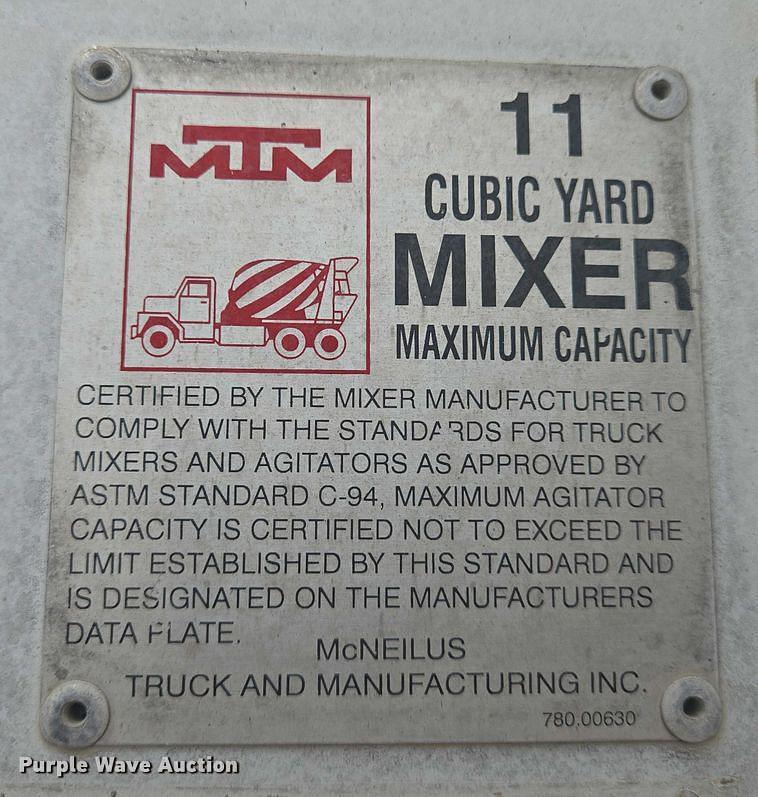 MTM
11
CUBIC YARD
MIXER
MAXIMUM CAPACITY
CERTIFIED BY THE MIXER MANUFACTURER TO
COMPLY WITH THE STANDARDS FOR TRUCK
MIXERS AND AGITATORS AS APPROVED BY
ASTM STANDARD C-94, MAXIMUM AGITATOR
CAPACITY IS CERTIFIED NOT TO EXCEED THE
LIMIT ESTABLISHED BY THIS STANDARD AND
IS DESIGNATED ON THE MANUFACTURERS
DATA PLATE.
McNEILUS
TRUCK AND MANUFACTURING INC.
780.00630
Purple Wave Auction